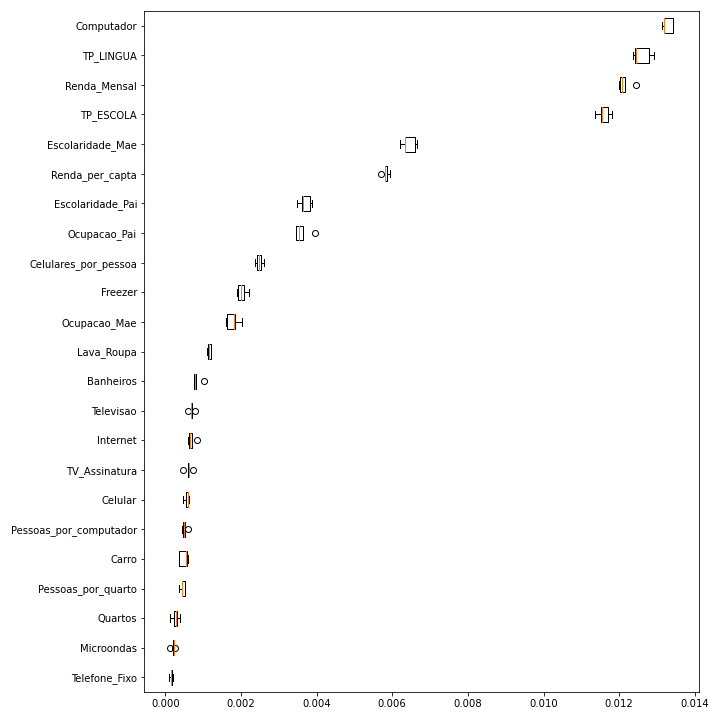 Computador
TP_LINGUA
Renda_Mensal
TP_ESCOLA
Escolaridade_Mae
Renda_per_capta
Escolaridade_Pai
Ocupacao_Pai
Celulares_por_pessoa
Freezer
Ocupacao_Mae
Lava_Roupa
Banheiros
Televisao
Internet
TV_Assinatura
Celular
Pessoas_por_computador
Carro
Pessoas_por_quarto
Quartos
Microondas
Telefone_Fixo
0.000 0.002 0.004 0.006 0.008 0.010 0.012 0.014